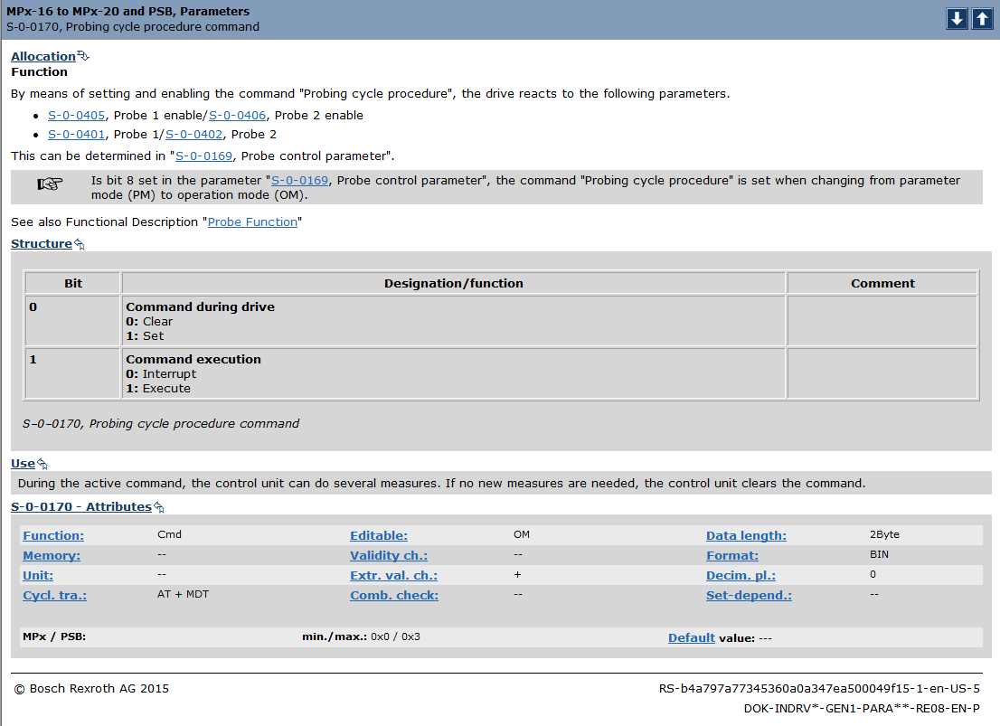 MPx-16 to MPx-20 and PSB, Parameters
S-0-0170, Probing cycle procedure command
Allocation
Function
By means of setting and enabling the command "Probing cycle procedure", the drive reacts to the following parameters.
• S-0-0405, Probe 1 enable/S-0-0406, Probe 2 enable
• S-0-0401, Probe 1/S-0-0402, Probe 2
This can be determined in "S-0-0169, Probe control parameter".
Is bit 8 set in the parameter "S-0-0169, Probe control parameter", the command "Probing cycle procedure" is set when changing from parameter
mode (PM) to operation mode (OM).
See also Functional Description "Probe Function"
Structure
Bit Designation/function Comment
0 Command during drive
0: Clear
1: Set
1 Command execution
0: Interrupt
1: Execute
S-0-0170, Probing cycle procedure command
Use
During the active command, the control unit can do several measures. If no new measures are needed, the control unit clears the command.
S-0-0170 - Attributes
Function: Cmd Editable: OM Data length: 2Byte
Memory: -- Validity ch.: -- Format: BIN
Unit: -- Extr. val. ch.: + Decim. pl.: 0
Cycl. tra.: AT + MDT Comb. check: -- Set-depend.: --
MPx / PSB: min./max.: 0x0 / 0x3 Default value: ---
© Bosch Rexroth AG 2015 RS-b4a797a77345360a0a347ea500049f15-1-en-US-5
DOK-INDRV*-GEN1-PARA**-RE08-EN-P